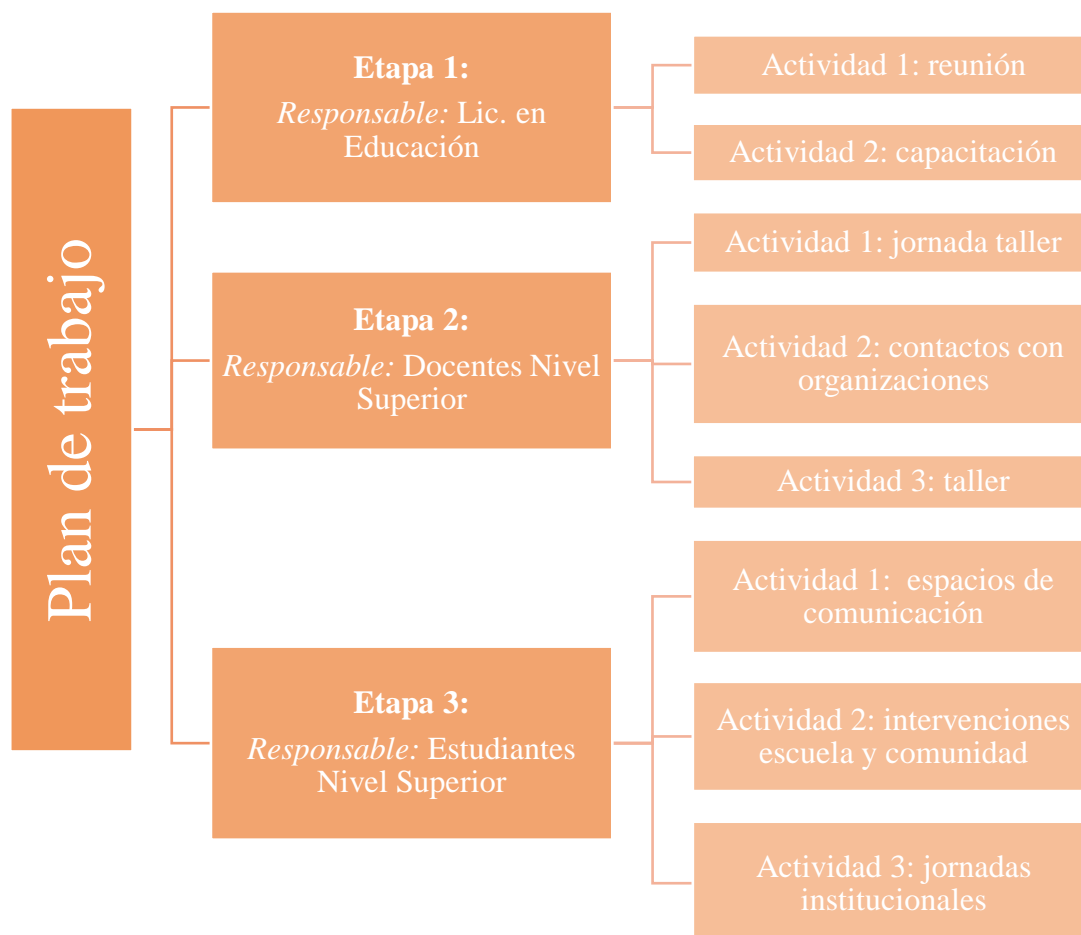 Plan de trabajo
Etapa 1:
Responsable: Lic. en
Educación
Actividad 1: reunión
Actividad 2: capacitación
Etapa 2:
Responsable: Docentes Nivel
Superior
Actividad 1: jornada taller
Actividad 2: contactos con
organizaciones
Actividad 3: taller
Etapa 3:
Responsable: Estudiantes
Nivel Superior
Actividad 1:  espacios de
comunicación
Actividad 2: intervenciones
escuela y comunidad
Actividad 3: jornadas
institucionales